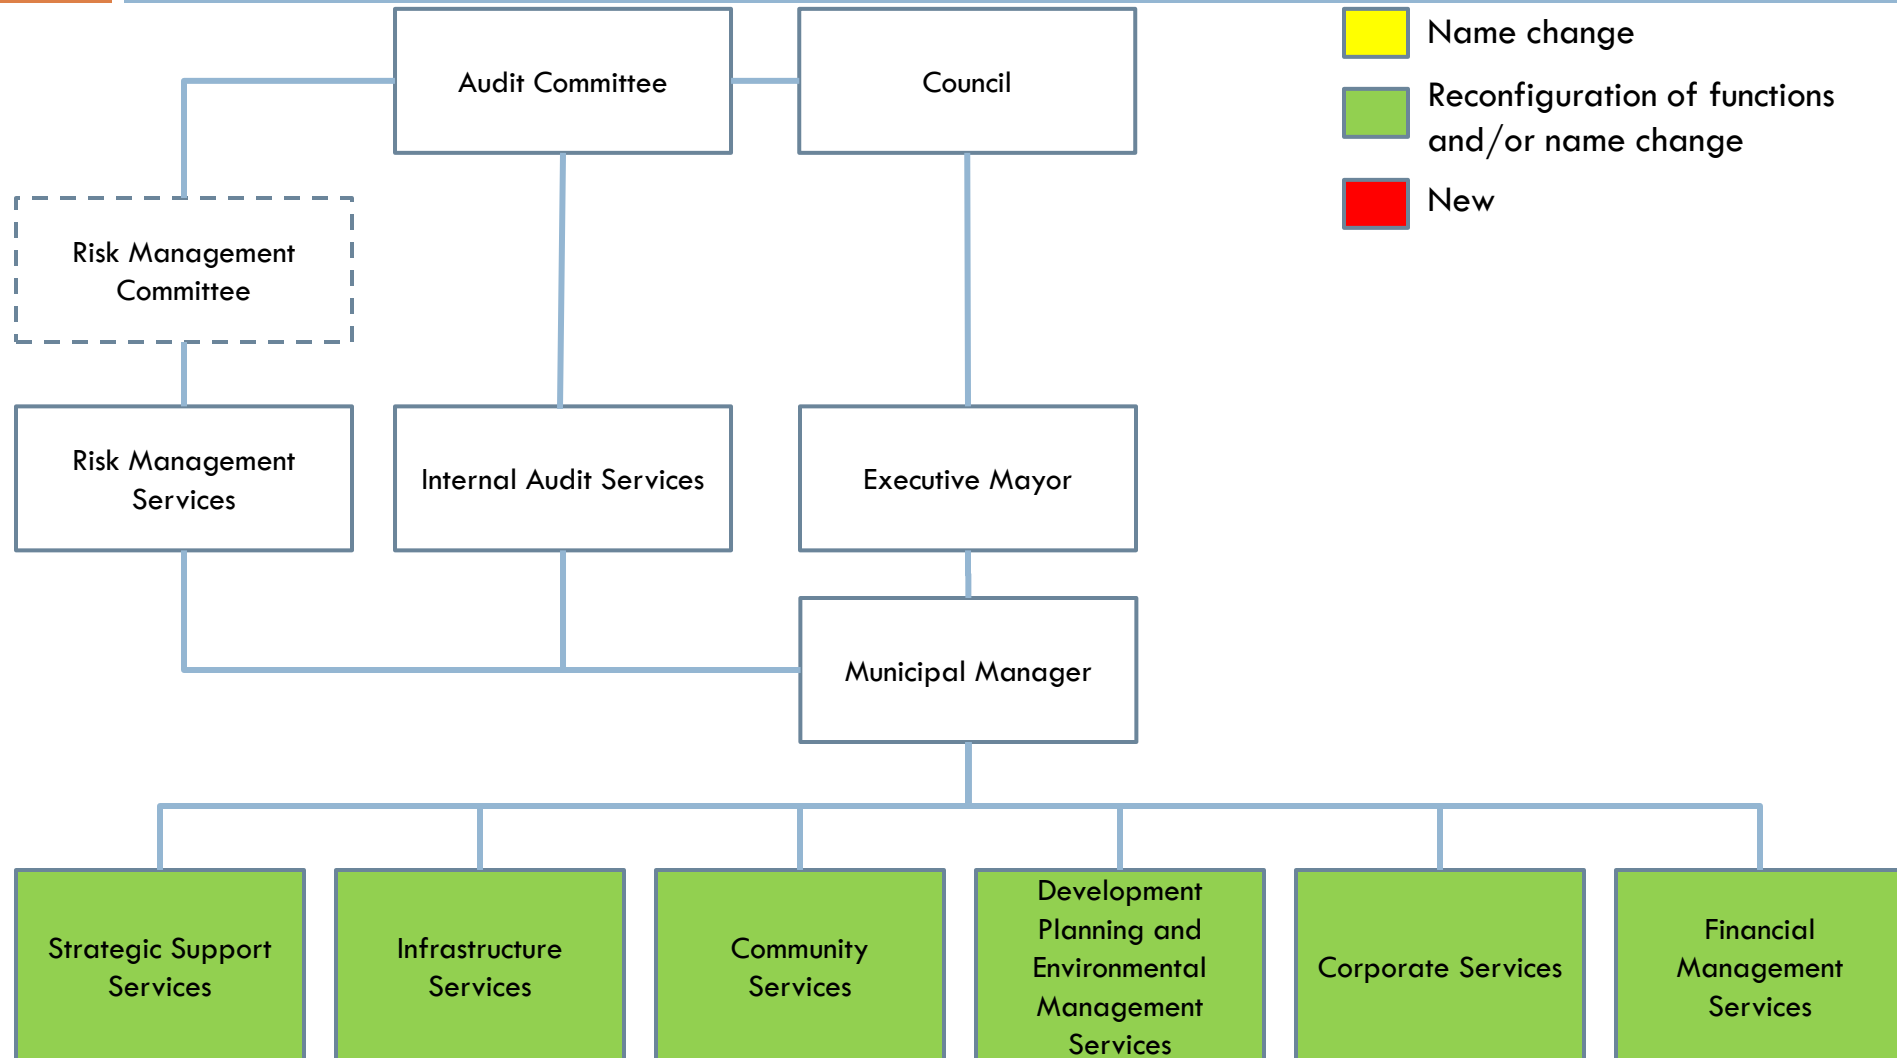 Audit Committee
Council
Name change
Reconfiguration of functions
and/or name change
New
Risk Management
Committee
Risk Management
Services
Internal Audit Services
Executive Mayor
Municipal Manager
Strategic Support
Services
Infrastructure
Services
Community
Services
Development
Planning and
Environmental
Management
Services
Corporate Services
Financial
Management
Services